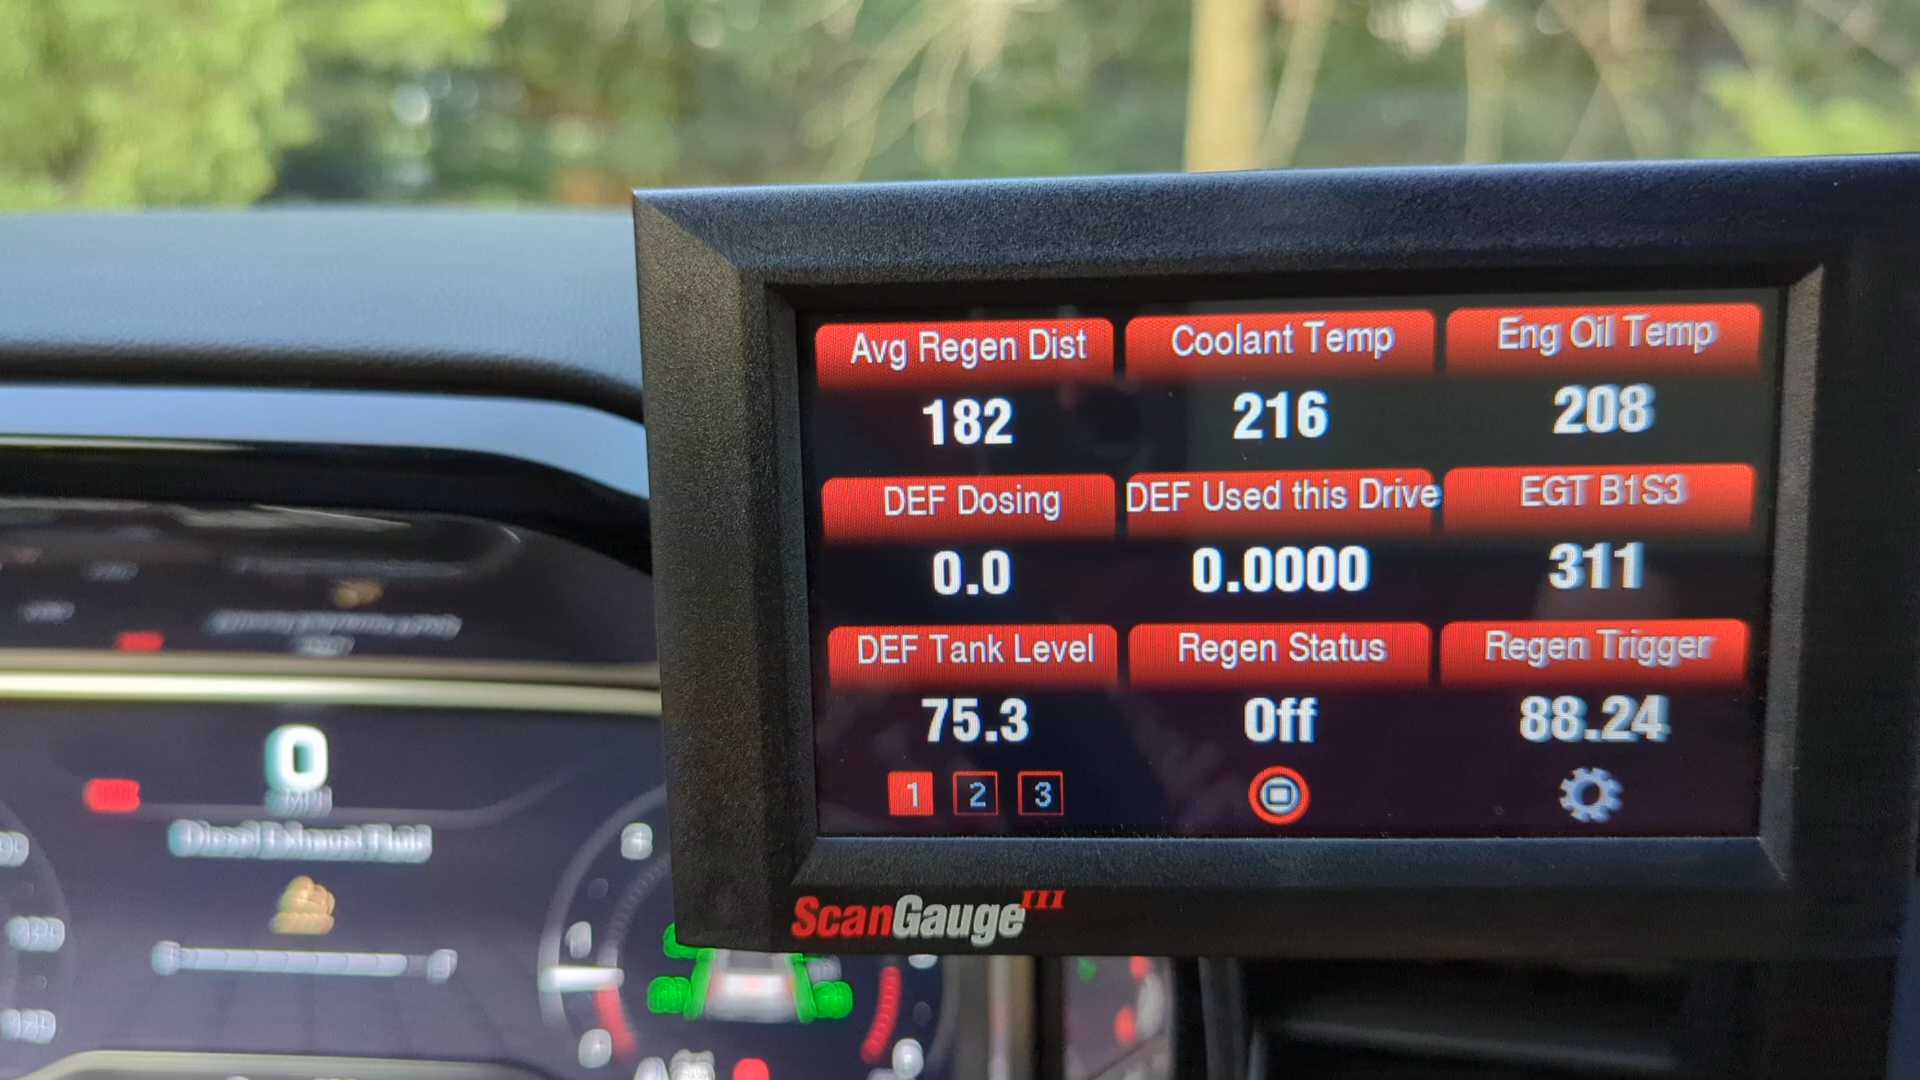 Avg Regen Dist
Coolant Temp
Eng Oil Temp
182
216
208
DEF Dosing
DEF Used this Drive
EGT B1S3
0.0
0.0000
311
DEF Tank Level
Regen Status
Regen Trigger
75.3
Off
88.24
1 2 3
ScanGaugeIII
0
MPH
Diesel Exhaust Fluid